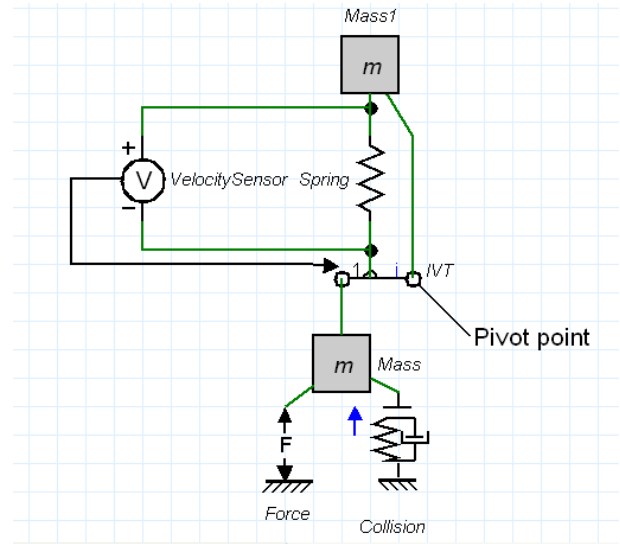 Mass1
m
+
V
VelocitySensor Spring
−
1 i IVT
Pivot point
m Mass
F
Force
Collision